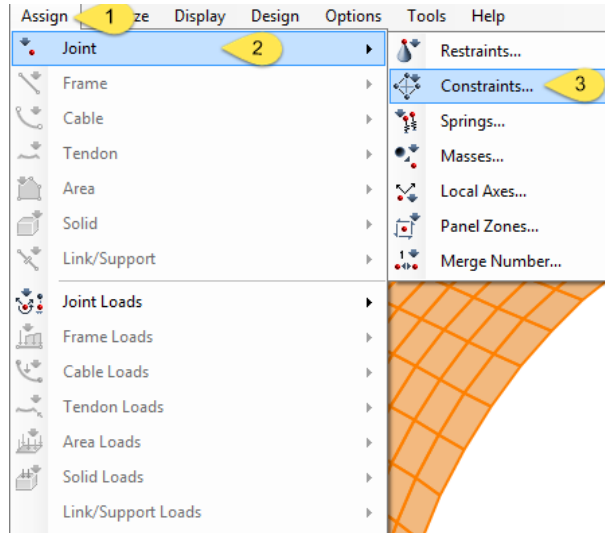 Assign 1 ze Display Design Options Tools Help
Joint 2
Frame
Cable
Tendon
Area
Solid
Link/Support
Joint Loads
Frame Loads
Cable Loads
Tendon Loads
Area Loads
Solid Loads
Link/Support Loads
Restraints...
Constraints... 3
Springs...
Masses...
Local Axes...
Panel Zones...
1
Merge Number...